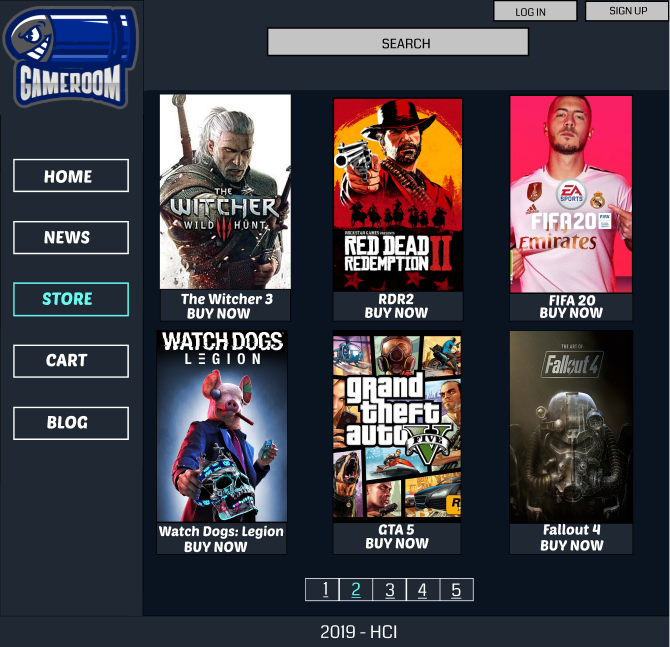 LOG IN
SIGN UP
SEARCH
GAMEROOM
HOME
NEWS
STORE
CART
BLOG
THE
WITCHER
WILD HUNT
The Witcher 3
BUY NOW
ROCKSTAR GAMES PRESENTS
RED DEAD
REDEMPTION II
RDR2
BUY NOW
EA
SPORTS
FIFA 20
Fly
Emirates
FIFA 20
BUY NOW
WATCH DOGS
LEGION
Watch Dogs: Legion
BUY NOW
grand
theft
auto V
FIVE
GTA 5
BUY NOW
THE ART OF
Fallout 4
Fallout 4
BUY NOW
1 2 3 4 5
2019 - HCI